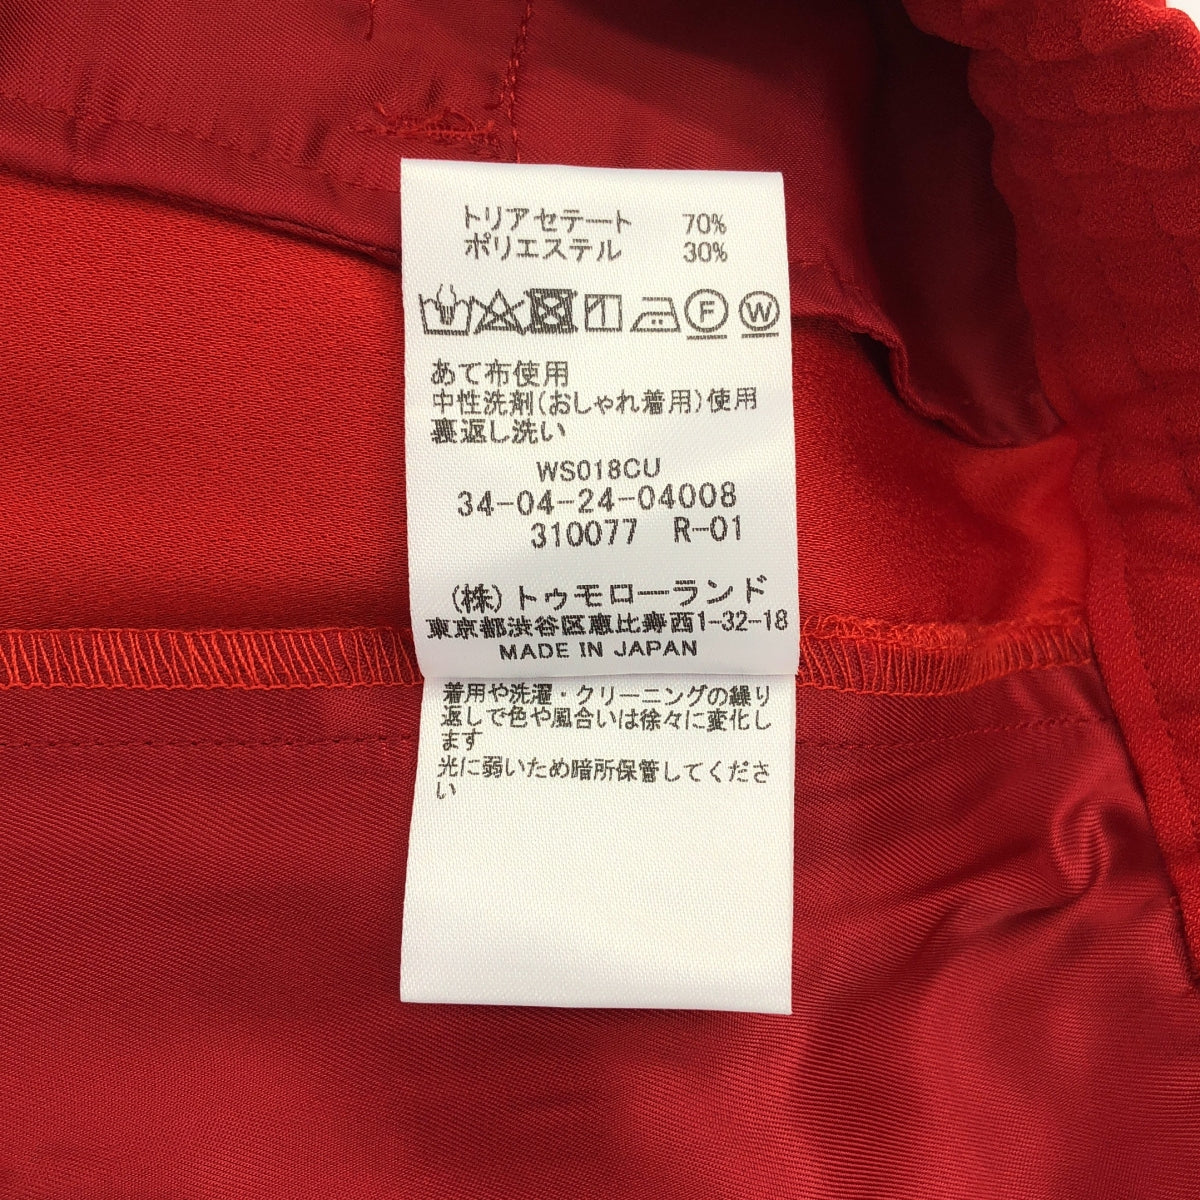 トリアセテート 70%
ポリエステル 30%
F W
あて布使用
中性洗剤(おしゃれ着用)使用
裏返し洗い
WS018CU
34-04-24-04008
310077 R-01
(株)トゥモローランド
東京都渋谷区恵比寿西1-32-18
MADE IN JAPAN
着用や洗濯・クリーニングの繰り
返しで色や風合いは徐々に変化し
ます
光に弱いため暗所保管してくださ
い